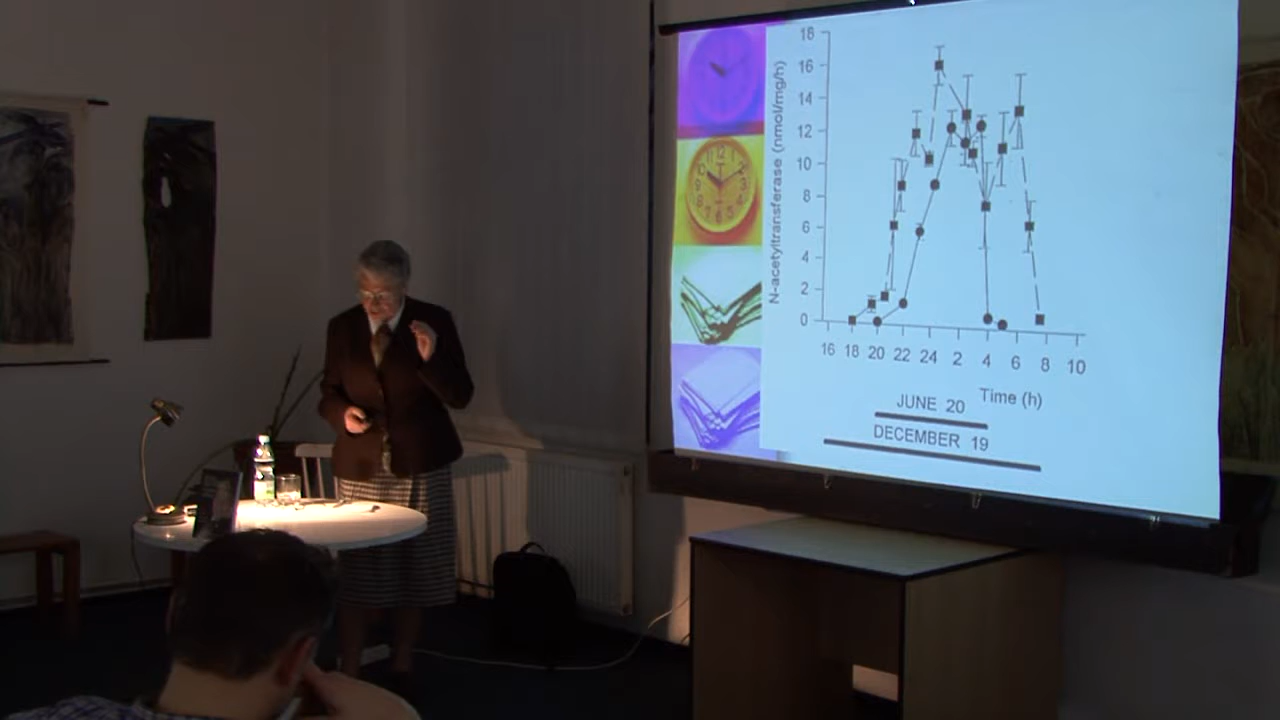 18
16
14
12
10
8
6
4
2
0
N-acetyltransferase (nmol/mg/h)
16 18 20 22 24 2 4 6 8 10
Time (h)
JUNE 20
DECEMBER 19